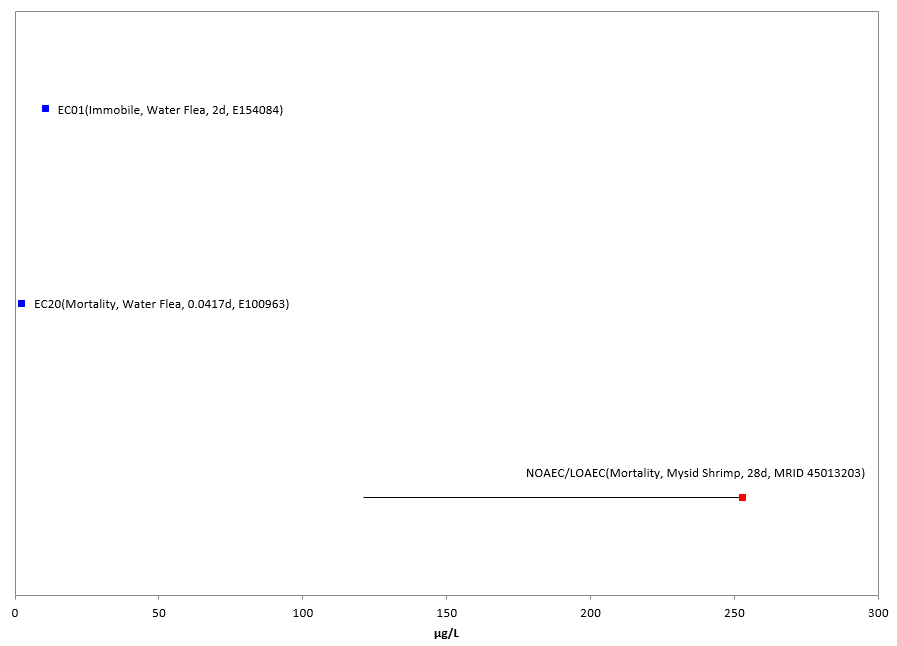 EC01(Immobile, Water Flea, 2d, E154084)
EC20(Mortality, Water Flea, 0.0417d, E100963)
NOAEC/LOAEC(Mortality, Mysid Shrimp, 28d, MRID 45013203)
0 50 100 150 200 250 300
µg/L